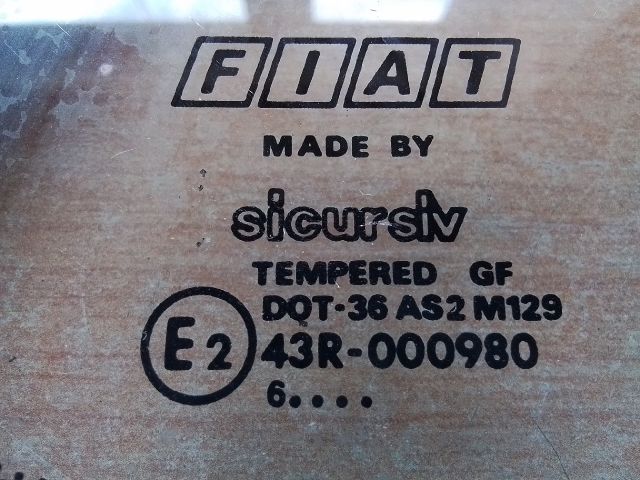 FIAT
MADE BY
sicursiv
TEMPERED GF
DOT-36 AS2 M129
E2 43R-000980
6....